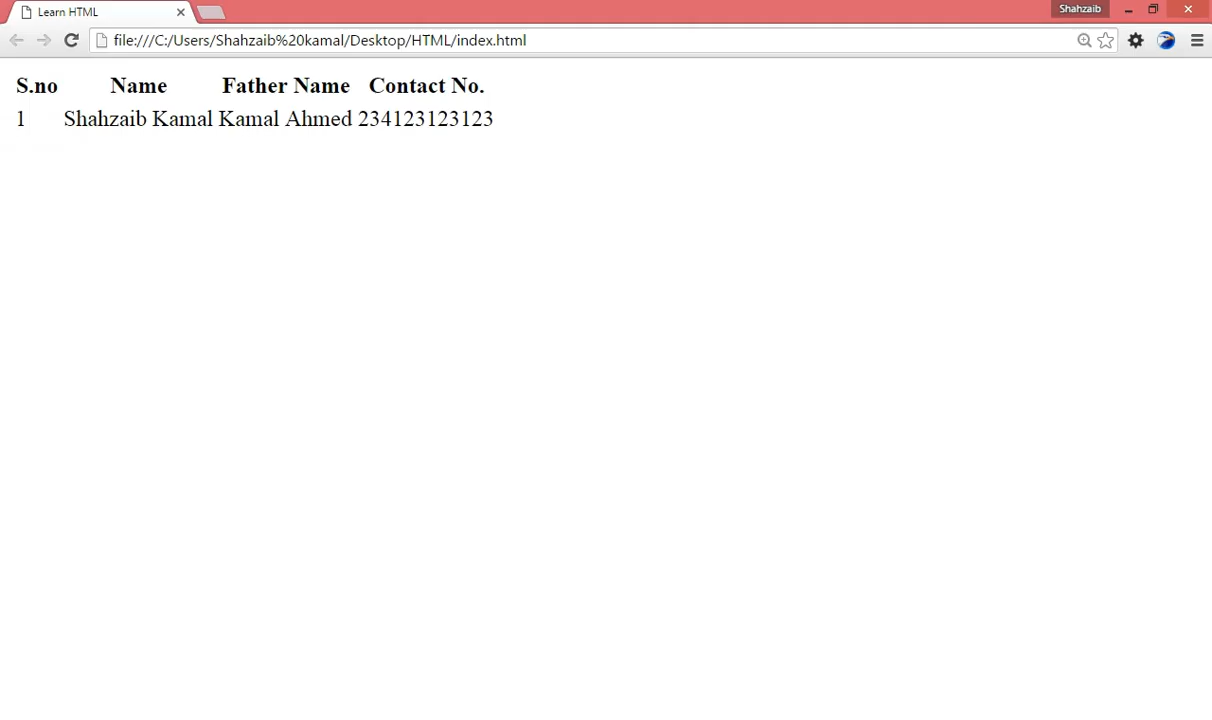 Learn HTML
Shahzaib
file:///C:/Users/Shahzaib%20kamal/Desktop/HTML/index.html
S.no Name Father Name Contact No.
1 Shahzaib Kamal Kamal Ahmed 234123123123